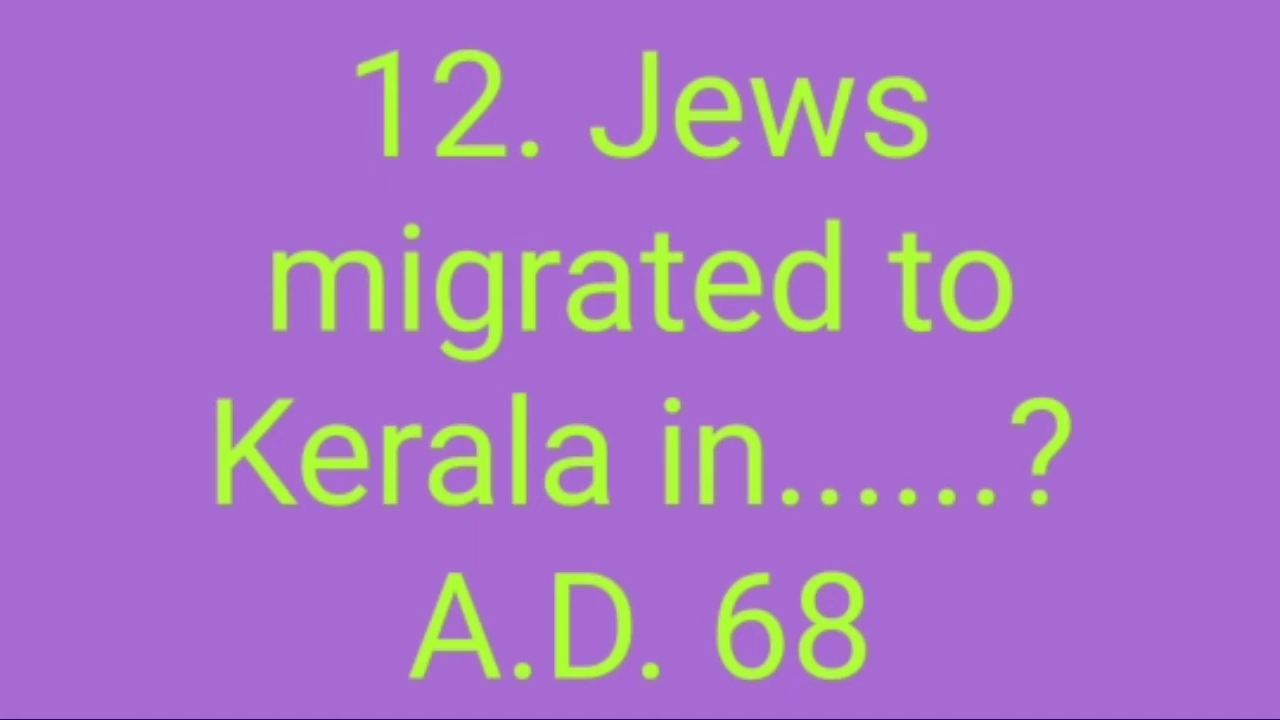 12. Jews
migrated to
Kerala in......?
A.D. 68